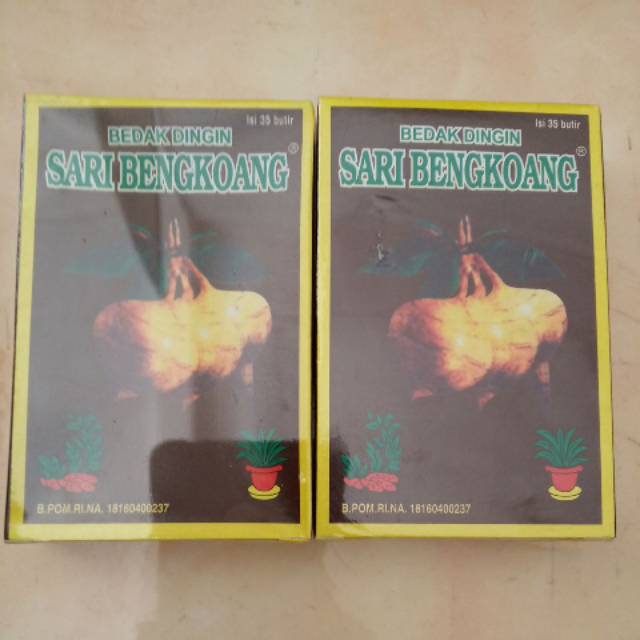 Isi 35 butir
BEDAK DINGIN
SARI BENGKOANG®
B.POM.RI.NA. 18160400237
Isi 35 butir
BEDAK DINGIN
SARI BENGKOANG®
B.POM.RI.NA. 18160400237